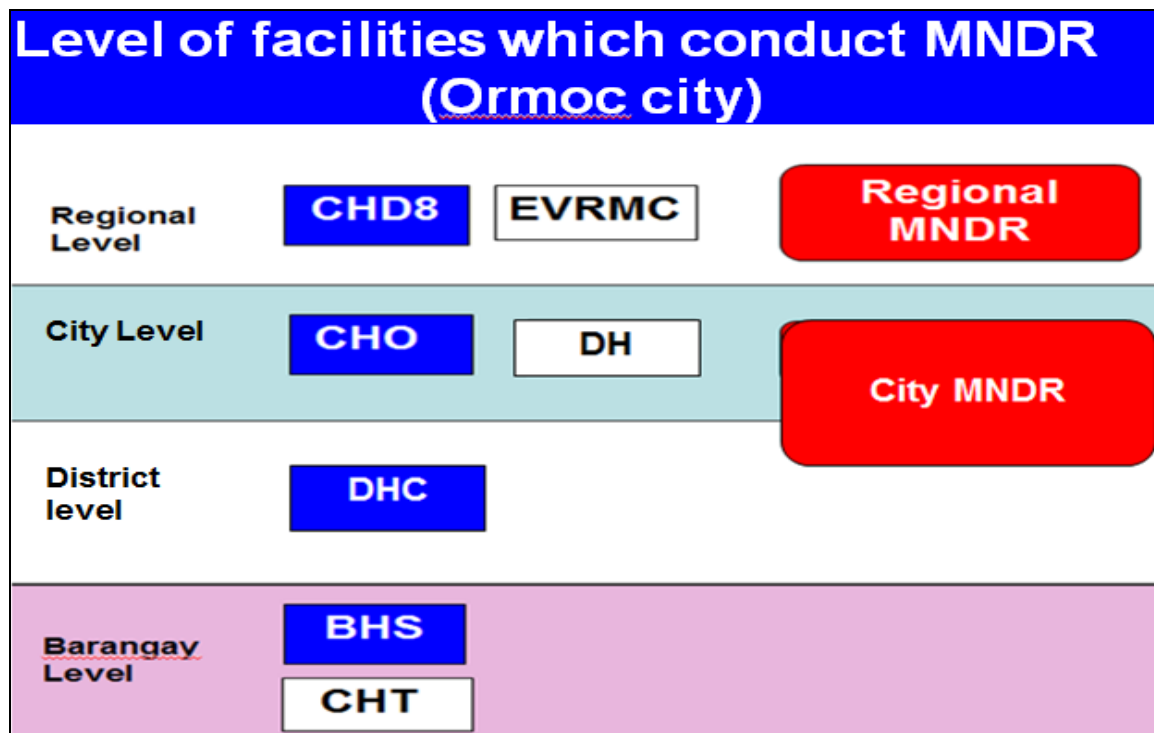 Level of facilities which conduct MNDR
(Ormoc city)
Regional
Level
CHD8
EVRMC
Regional
MNDR
City Level
CHO
DH
City MNDR
District
level
DHC
Barangay
Level
BHS
CHT